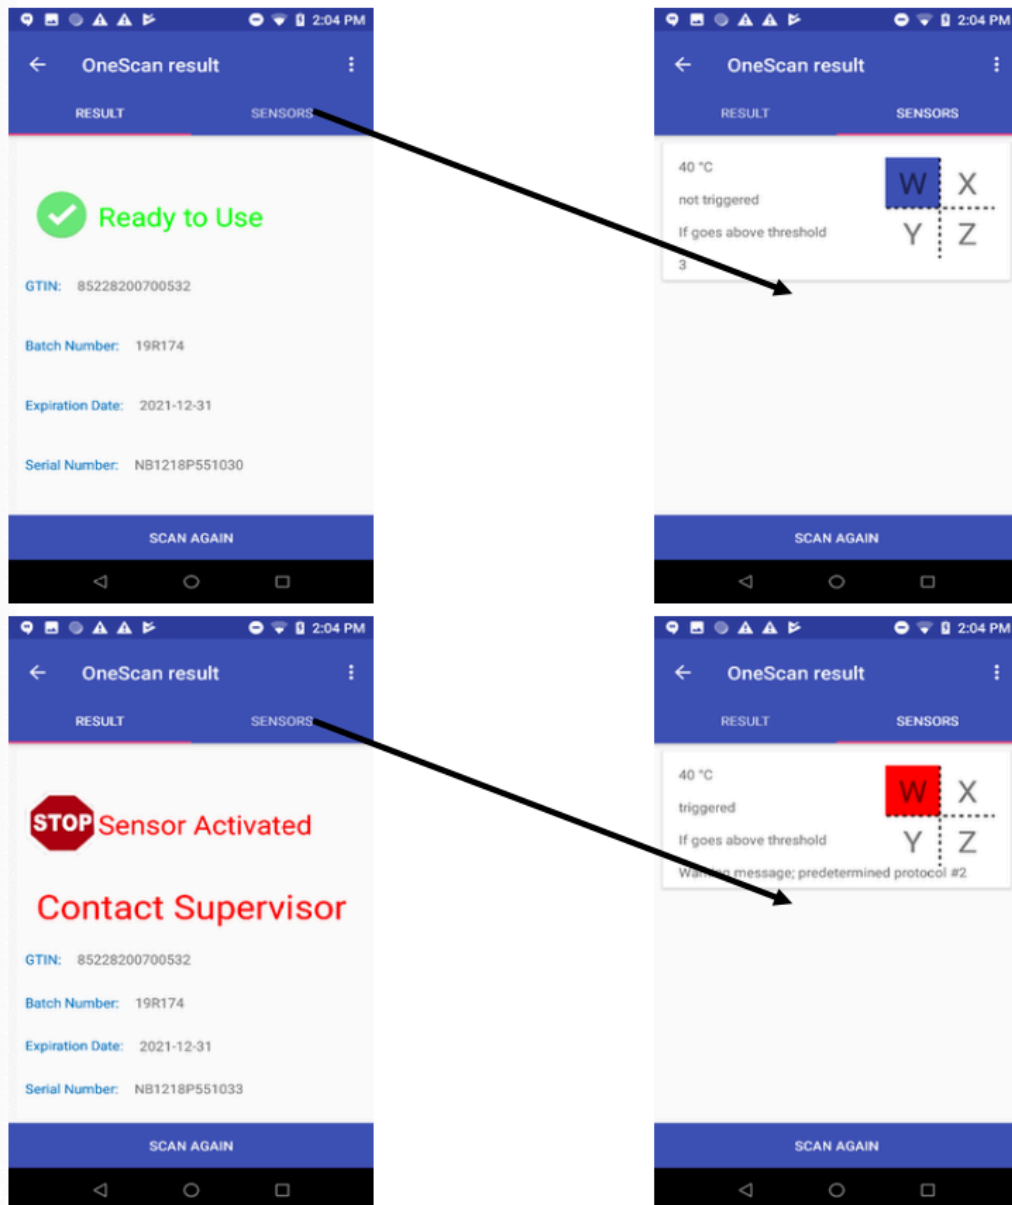 2:04 PM
OneScan result
RESULT SENSORS
Ready to Use
GTIN: 85228200700532
Batch Number: 19R174
Expiration Date: 2021-12-31
Serial Number: NB1218P551030
SCAN AGAIN
2:04 PM
OneScan result
RESULT SENSORS
40 °C
not triggered
If goes above threshold
3
W X
Y Z
SCAN AGAIN
2:04 PM
OneScan result
RESULT SENSORS
STOP Sensor Activated
Contact Supervisor
GTIN: 85228200700532
Batch Number: 19R174
Expiration Date: 2021-12-31
Serial Number: NB1218P551033
SCAN AGAIN
2:04 PM
OneScan result
RESULT SENSORS
40 °C
triggered
If goes above threshold
Warning message; predetermined protocol #2
W X
Y Z
SCAN AGAIN